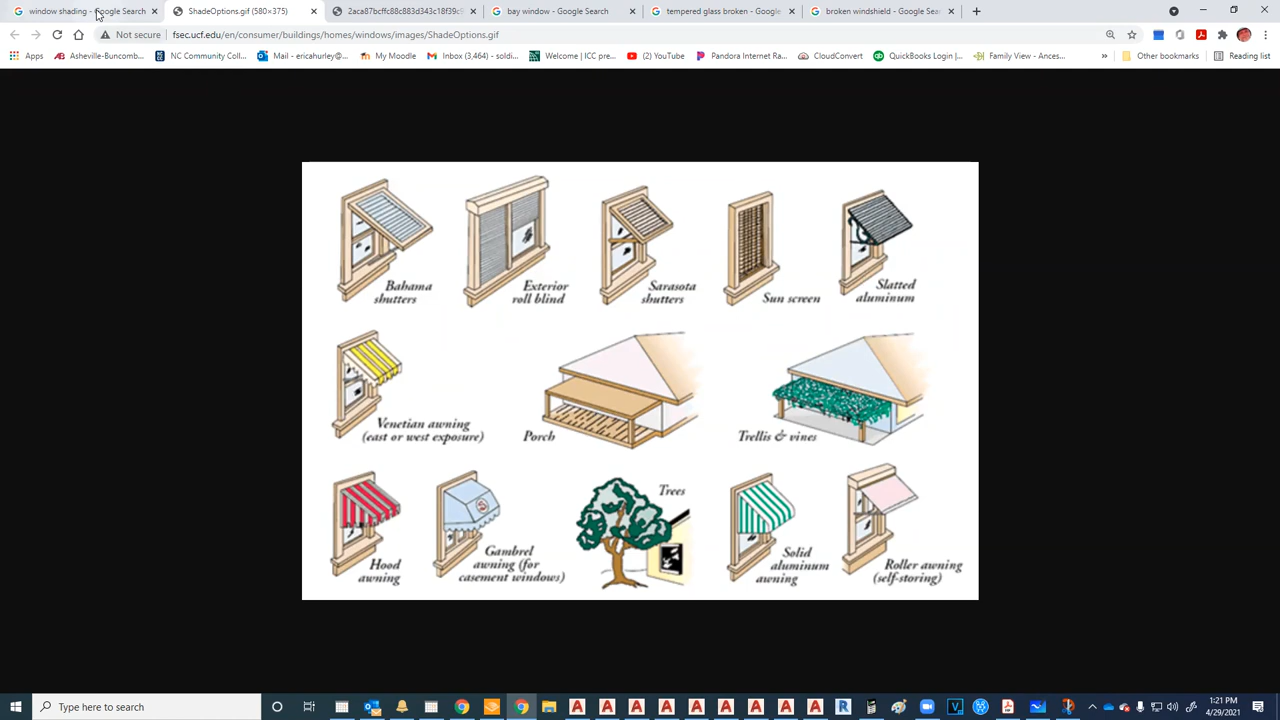 window shading - Google Search
ShadeOptions.gif (580×375)
2aca87bcffc88c883d343c18f39c
bay window - Google Search
tempered glass broken - Google
broken windshield - Google Sea
Not secure
fsec.ucf.edu/en/consumer/buildings/homes/windows/images/ShadeOptions.gif
Apps
Asheville-Buncomb...
NC Community Coll...
Mail - ericahurley@...
My Moodle
Inbox (3,464) - soldi...
Welcome | ICC pre...
(2) YouTube
Pandora Internet Ra...
CloudConvert
QuickBooks Onlin...
Family View - Ances...
»
Other bookmarks
Reading list
Bahama
shutters
Exterior
roll blind
Sarasota
shutters
Sun screen
Slatted
aluminum
Venetian awning
(east or west exposure)
Porch
Trellis & vines
Hood
awning
Gambrel
awning (for
casement windows)
Trees
Solid
aluminum
awning
Roller awning
(self-storing)
Type here to search
1:21 PM
4/29/2021